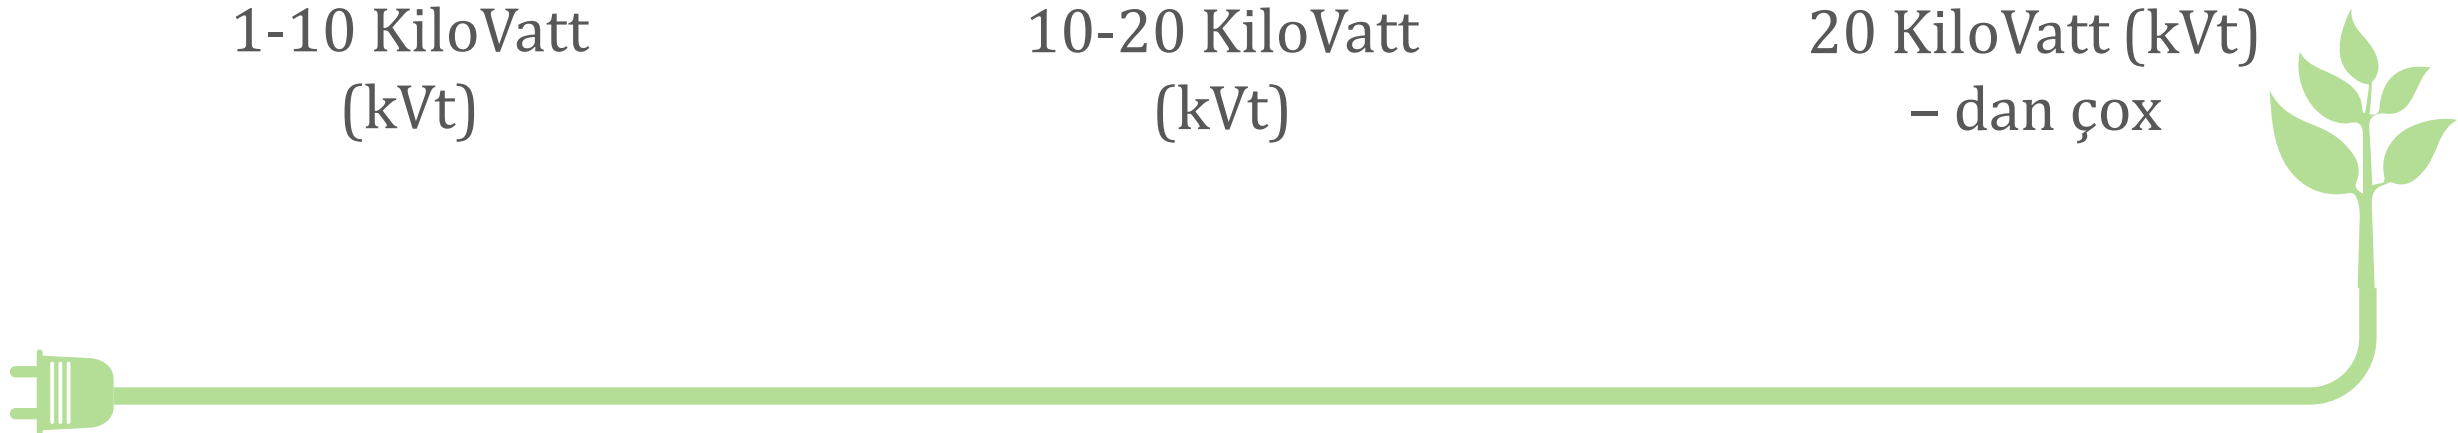 1-10 KiloVatt
(kVt)
10-20 KiloVatt
(kVt)
20 KiloVatt (kVt)
– dan çox